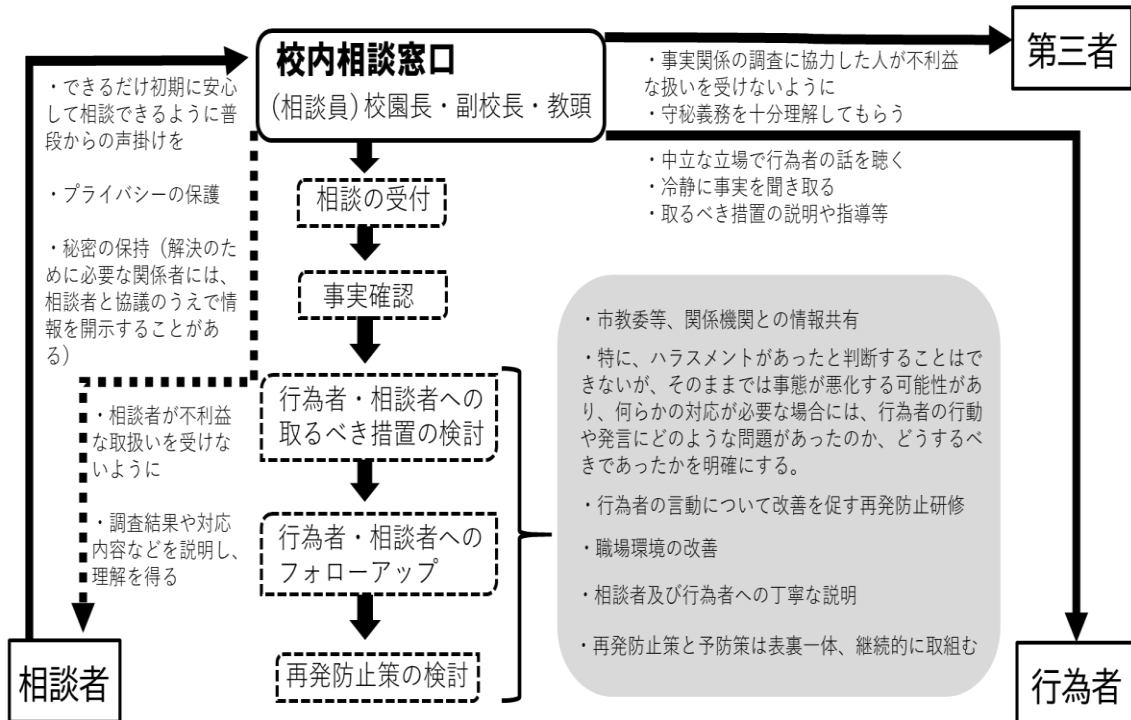 校内相談窓口
(相談員) 校園長・副校長・教頭
第三者
・事実関係の調査に協力した人が不利益
な扱いを受けないように
・守秘義務を十分理解してもらう
・できるだけ初期に安心
して相談できるように普
段からの声掛けを
・プライバシーの保護
・秘密の保持（解決のた
めに必要な関係者には、
相談者と協議のうえで情
報を開示することがあ
る）
・中立な立場で行為者の話を聴く
・冷静に事実を聞き取る
・取るべき措置の説明や指導等
相談の受付
事実確認
行為者・相談者への
取るべき措置の検討
行為者・相談者への
フォローアップ
再発防止策の検討
・相談者が不利益
な取扱いを受けな
いように
・調査結果や対応
内容などを説明し、
理解を得る
・市教委等、関係機関との情報共有
・特に、ハラスメントがあったと判断することはで
きないが、そのままでは事態が悪化する可能性があ
り、何らかの対応が必要な場合には、行為者の行動
や発言にどのような問題があったのか、どうするべ
きであったかを明確にする。
・行為者の言動について改善を促す再発防止研修
・職場環境の改善
・相談者及び行為者への丁寧な説明
・再発防止策と予防策は表裏一体、継続的に取組む
相談者
行為者